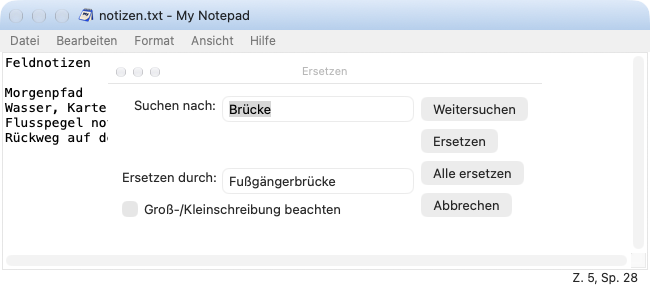 notizen.txt - My Notepad
Datei Bearbeiten Format Ansicht Hilfe
Feldnotizen
Ersetzen
Morgenpfad
Wasser, Karte
Flusspegel
Rückweg auf
Suchen nach: Brücke
Weitersuchen
Ersetzen
Ersetzen durch: Fußgängerbrücke
Alle ersetzen
Groß-/Kleinschreibung beachten
Abbrechen
Z. 5, Sp. 28